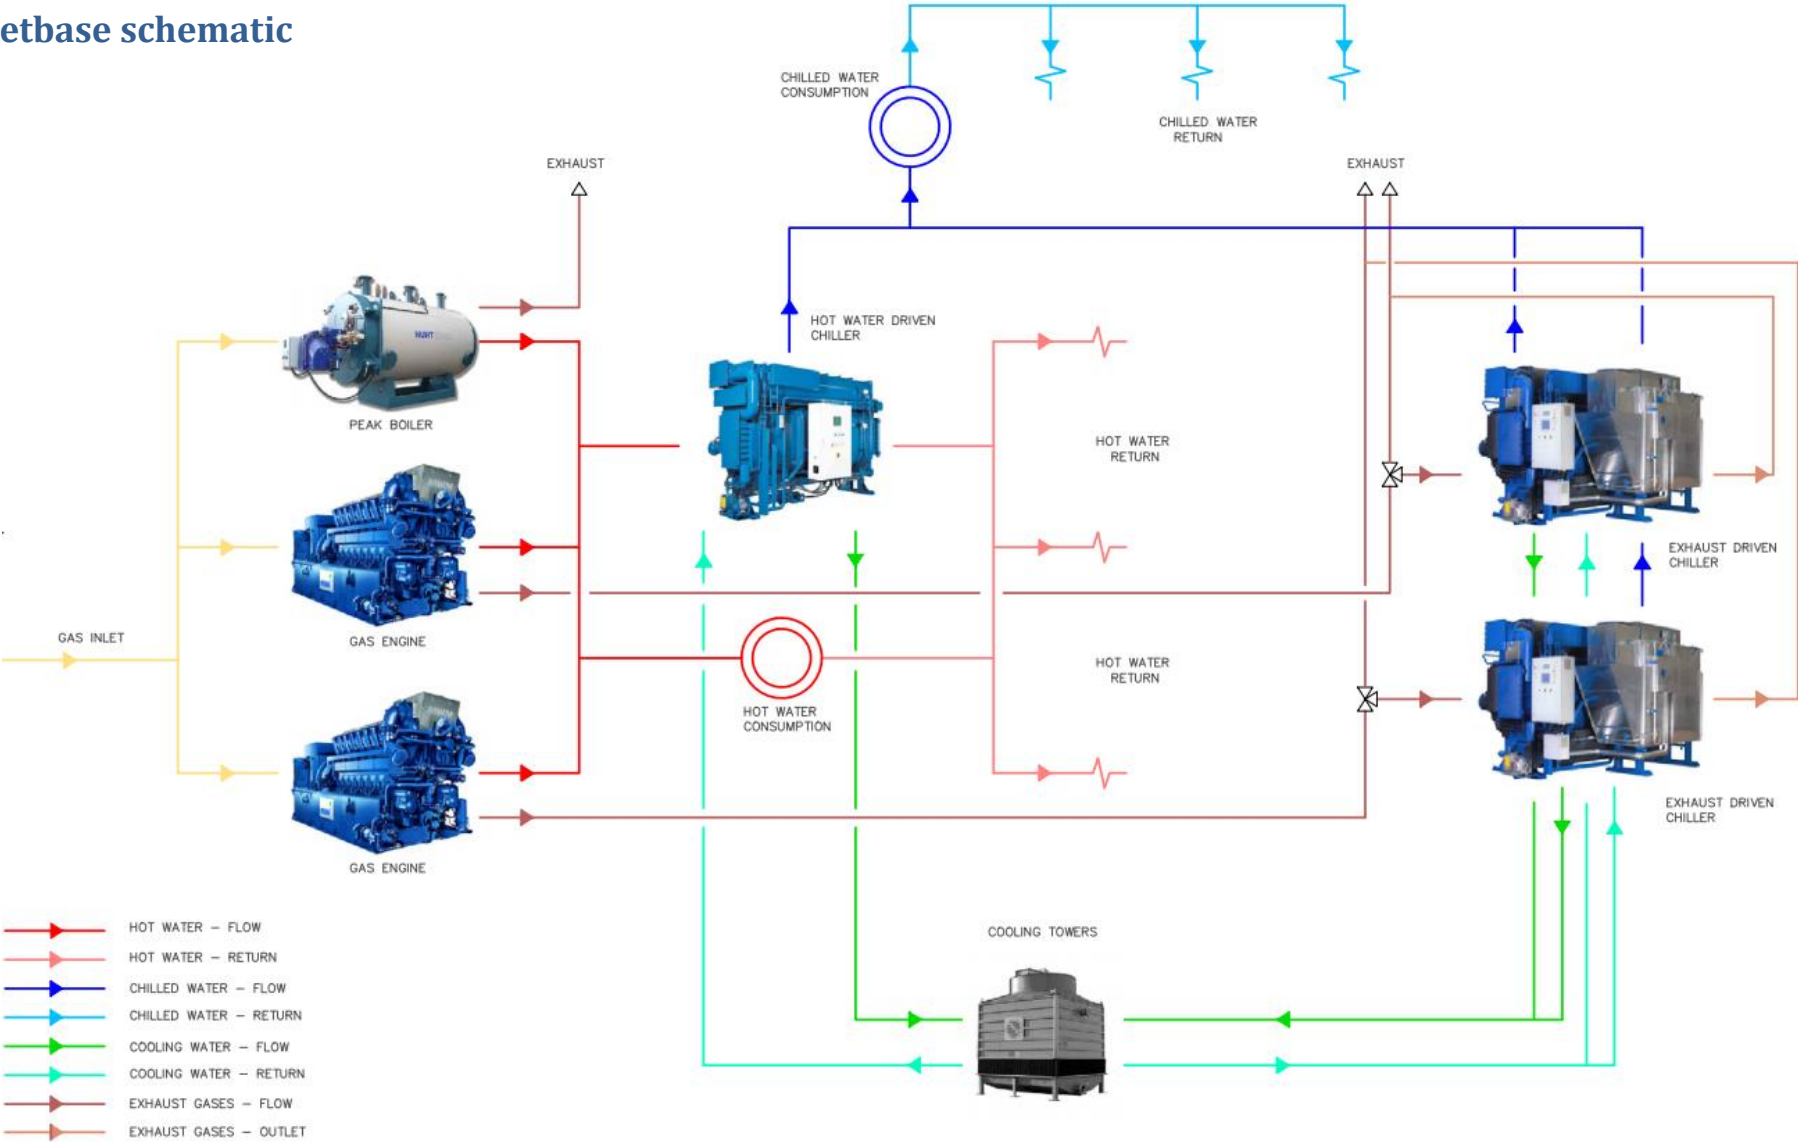 etbase schematic
CHILLED WATER
CONSUMPTION
CHILLED WATER
RETURN
EXHAUST
EXHAUST
HOT WATER DRIVEN
CHILLER
PEAK BOILER
HOT WATER
RETURN
EXHAUST DRIVEN
CHILLER
GAS INLET
GAS ENGINE
HOT WATER
RETURN
HOT WATER
CONSUMPTION
EXHAUST DRIVEN
CHILLER
GAS ENGINE
COOLING TOWERS
HOT WATER – FLOW
HOT WATER – RETURN
CHILLED WATER – FLOW
CHILLED WATER – RETURN
COOLING WATER – FLOW
COOLING WATER – RETURN
EXHAUST GASES – FLOW
EXHAUST GASES – OUTLET